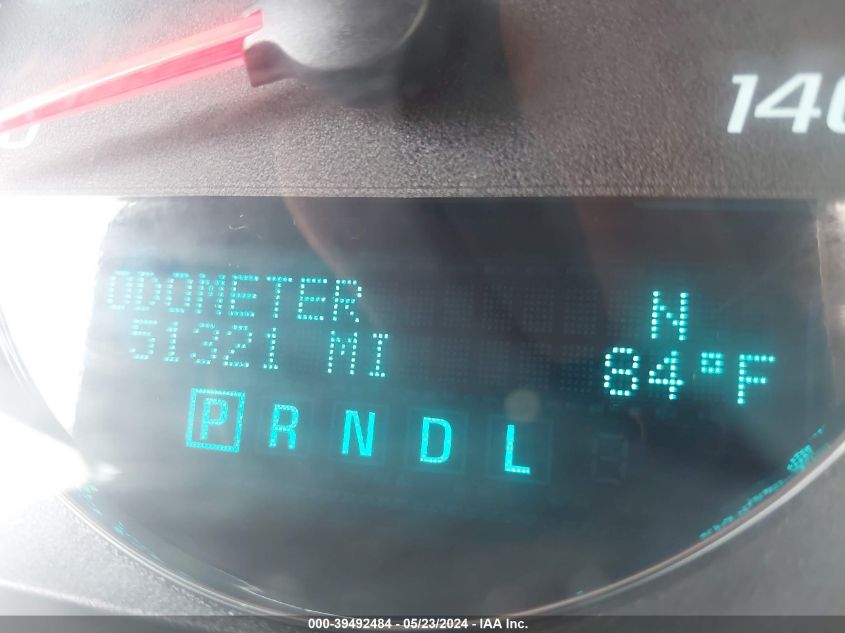 140
ODOMETER
51321 MI
N
84°F
P R N D L
000-39492484 - 05/23/2024 - IAA Inc.